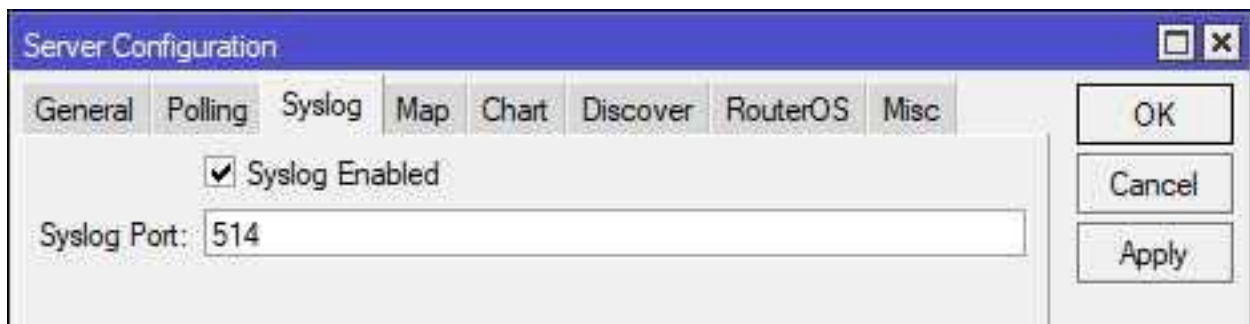 Server Configuration
General Polling Syslog Map Chart Discover RouterOS Misc
OK
Syslog Enabled
Cancel
Syslog Port: 514
Apply